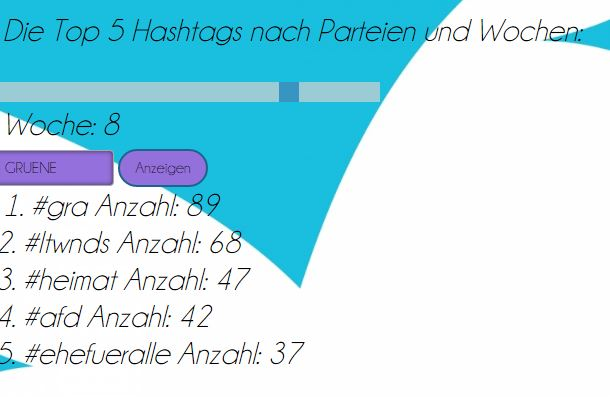 Die Top 5 Hashtags nach Parteien und Wochen:
Woche: 8
GRUENE
Anzeigen
1. #gra Anzahl: 89
2. #ltwnds Anzahl: 68
3. #heimat Anzahl: 47
4. #afd Anzahl: 42
5. #ehefueralle Anzahl: 37